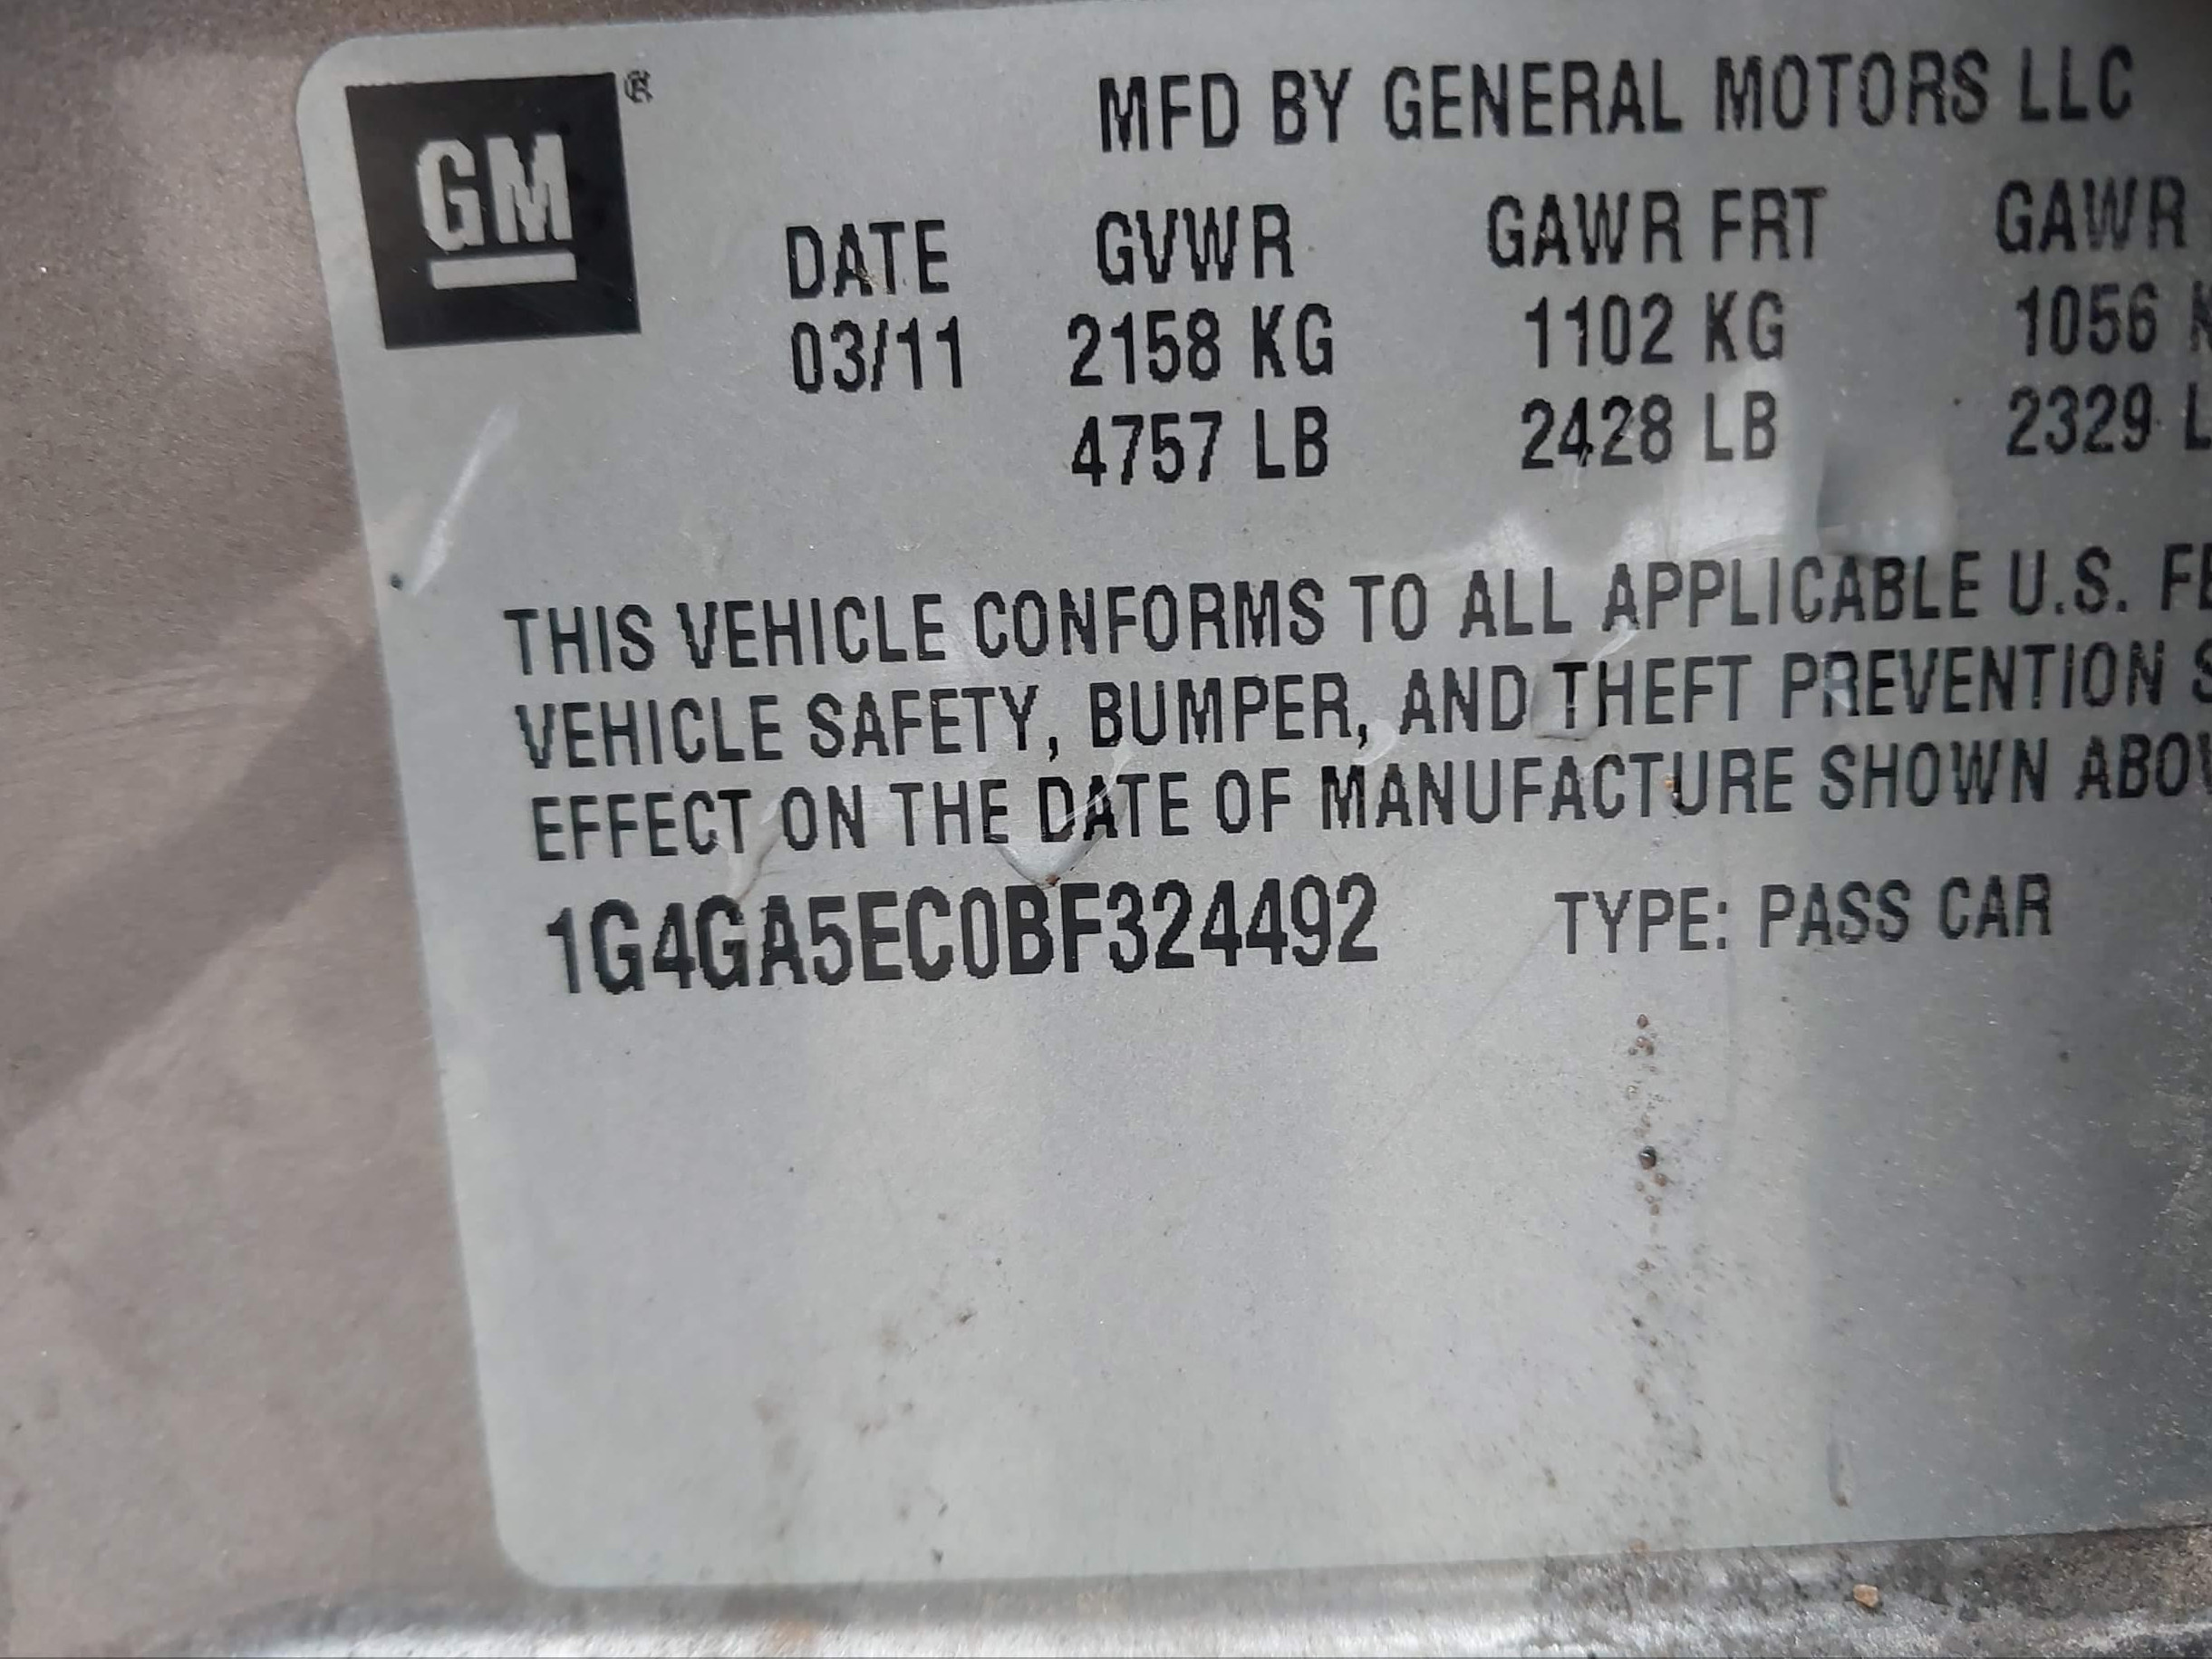 GM®
MFD BY GENERAL MOTORS LLC
DATE GVWR GAWR FRT GAWR
03/11 2158 KG 1102 KG 1056
4757 LB 2428 LB 2329
THIS VEHICLE CONFORMS TO ALL APPLICABLE U.S.
VEHICLE SAFETY, BUMPER, AND THEFT PREVENTION
EFFECT ON THE DATE OF MANUFACTURE SHOWN
1G4GA5EC0BF324492 TYPE: PASS CAR